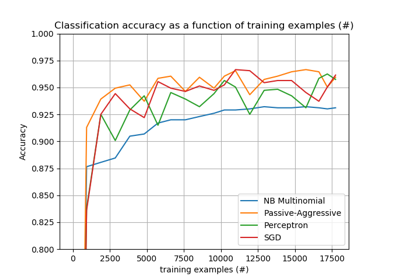 Classification accuracy as a function of training examples (#)
1.000
0.975
0.950
0.925
0.900
0.875
0.850
0.825
0.800
Accuracy
NB Multinomial
Passive-Aggressive
Perceptron
SGD
0 2500 5000 7500 10000 12500 15000 17500
training examples (#)